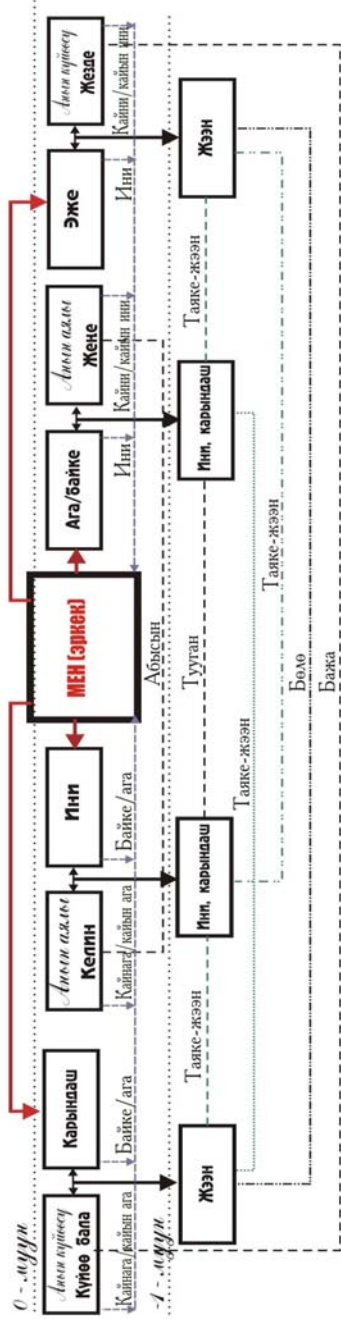 0 - муун
Анын күйөөсү
Күйөө бала
Карындаш
Анын аялы
Келин
Ини
МЕН (эркек)
Ага/байке
Анын аялы
Жене
Эже
Анын күйөөсү
Жезде
Кайнага/кайын ага
Байке/ага
Кайнага/кайын ага
Байке/ага
Ини
Кайни/кайын ини
Ини
Кайни/кайын ини
Абысын
-1 - муун
Жээн
Таяке-жээн
Ини, карындаш
Тууган
Ини, карындаш
Таяке-жээн
Жээн
Таяке-жээн
Таяке-жээн
Бөлө
Бажа